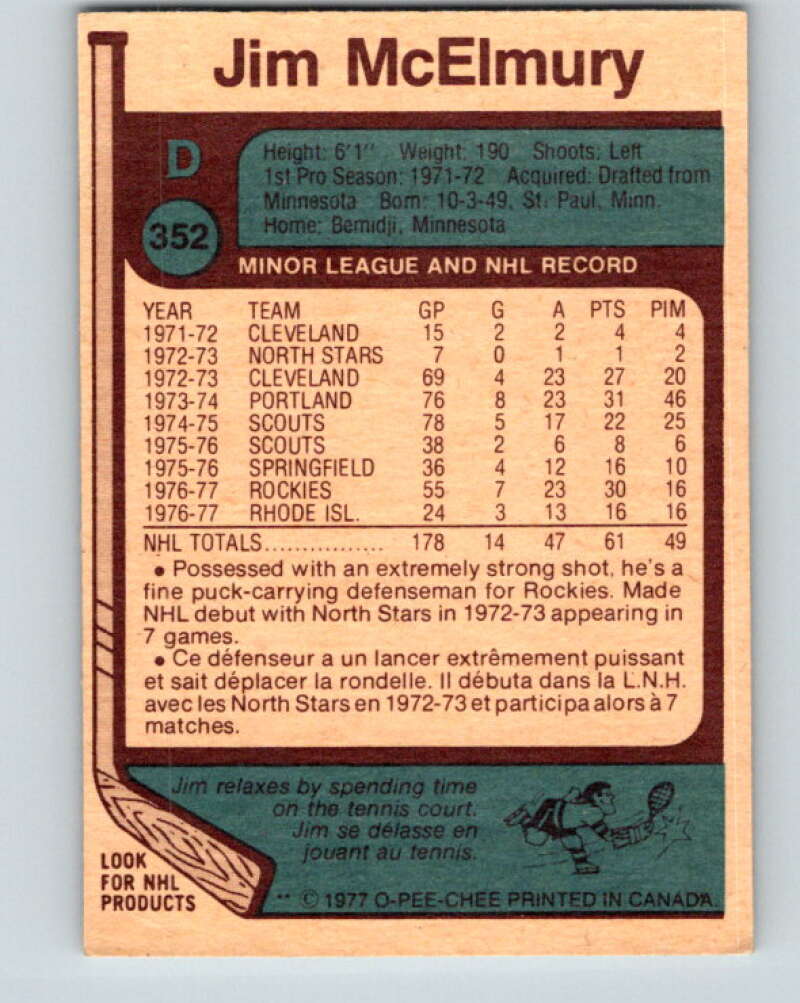 Jim McElmury
D
352
Height: 6'1" Weight: 190 Shoots: Left
1st Pro Season: 1971-72 Acquired: Drafted from
Minnesota Born: 10-3-49, St. Paul, Minn.
Home: Bemidji, Minnesota
MINOR LEAGUE AND NHL RECORD
YEAR TEAM GP G A PTS PIM
1971-72 CLEVELAND 15 2 2 4 4
1972-73 NORTH STARS 7 0 1 1 2
1972-73 CLEVELAND 69 4 23 27 20
1973-74 PORTLAND 76 8 23 31 46
1974-75 SCOUTS 78 5 17 22 25
1975-76 SCOUTS 38 2 6 8 6
1975-76 SPRINGFIELD 36 4 12 16 10
1976-77 ROCKIES 55 7 23 30 16
1976-77 RHODE ISL. 24 3 13 16 16
NHL TOTALS................ 178 14 47 61 49
• Possessed with an extremely strong shot, he's a
fine puck-carrying defenseman for Rockies. Made
NHL debut with North Stars in 1972-73 appearing in
7 games.
• Ce défenseur a un lancer extrêmement puissant
et sait déplacer la rondelle. Il débuta dans la L.N.H.
avec les North Stars en 1972-73 et participa alors à 7
matches.
Jim relaxes by spending time
on the tennis court.
Jim se délasse en
jouant au tennis.
LOOK
FOR NHL
PRODUCTS
** © 1977 O-PEE-CHEE PRINTED IN CANADA.